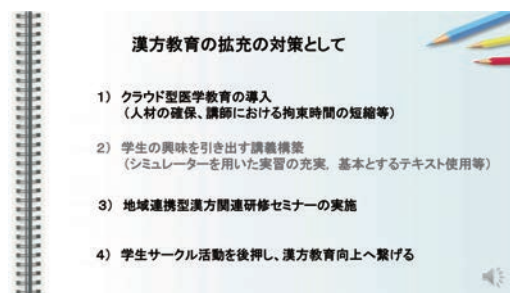 漢方教育の拡充の対策として
1) クラウド型医学教育の導入
(人材の確保、講師における拘束時間の短縮等)
2) 学生の興味を引き出す講義構築
(シミュレーターを用いた実習の充実, 基本とするテキスト使用等)
3) 地域連携型漢方関連研修セミナーの実施
4) 学生サークル活動を後押し、漢方教育向上へ繋げる